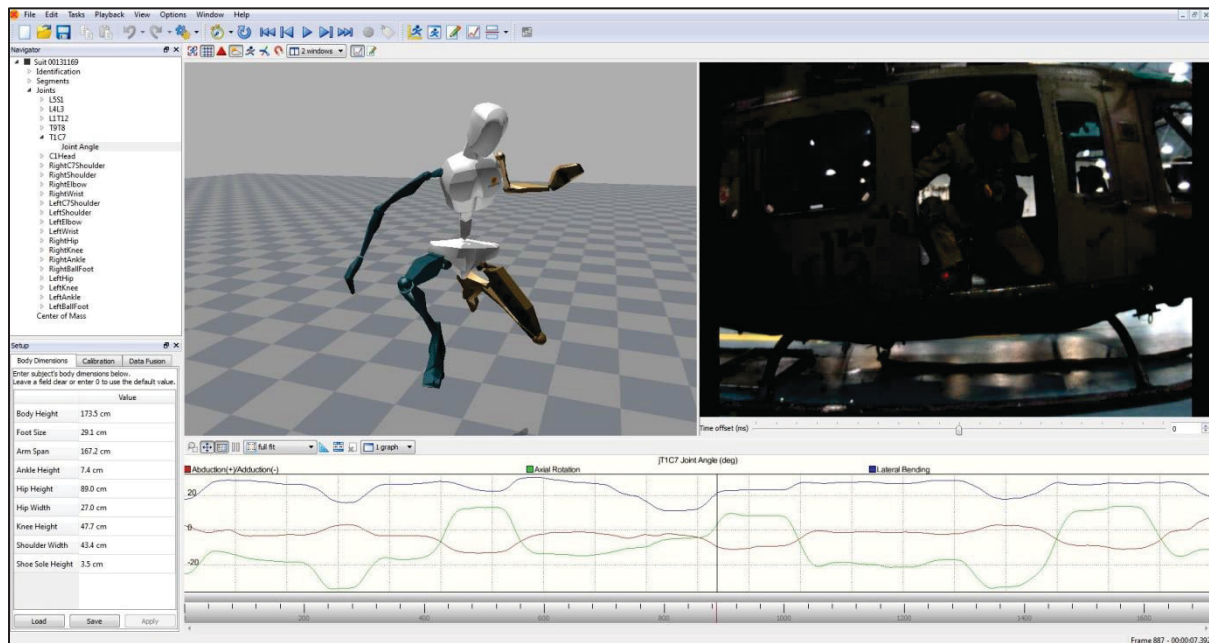 File Edit Tasks Playback View Options Window Help
Navigator
2 windows
Suit 00131169
Identification
Segments
Joints
L5S1
L4L3
L1T12
T9T8
T1C7
Joint Angle
C1Head
RightC7Shoulder
RightShoulder
RightElbow
RightWrist
LeftC7Shoulder
LeftShoulder
LeftElbow
LeftWrist
RightHip
RightKnee
RightAnkle
RightBallFoot
LeftHip
LeftKnee
LeftAnkle
LeftBallFoot
Center of Mass
Setup
Body Dimensions Calibration Data Fusion
Enter subject's body dimensions below.
Leave a field clear or enter 0 to use the default value.
Value
Body Height 173.5 cm
Foot Size 29.1 cm
Arm Span 167.2 cm
Ankle Height 7.4 cm
Hip Height 89.0 cm
Hip Width 27.0 cm
Knee Height 47.7 cm
Shoulder Width 43.4 cm
Shoe Sole Height 3.5 cm
Load Save Apply
Time offset (ms) 0
full fit 1 graph
jT1C7 Joint Angle (deg)
Abduction(+)/Adduction(-) Axial Rotation Lateral Bending
20
0
-20
200 400 600 800 1000 1200 1400 1600
Frame 887 - 00:00:07.392